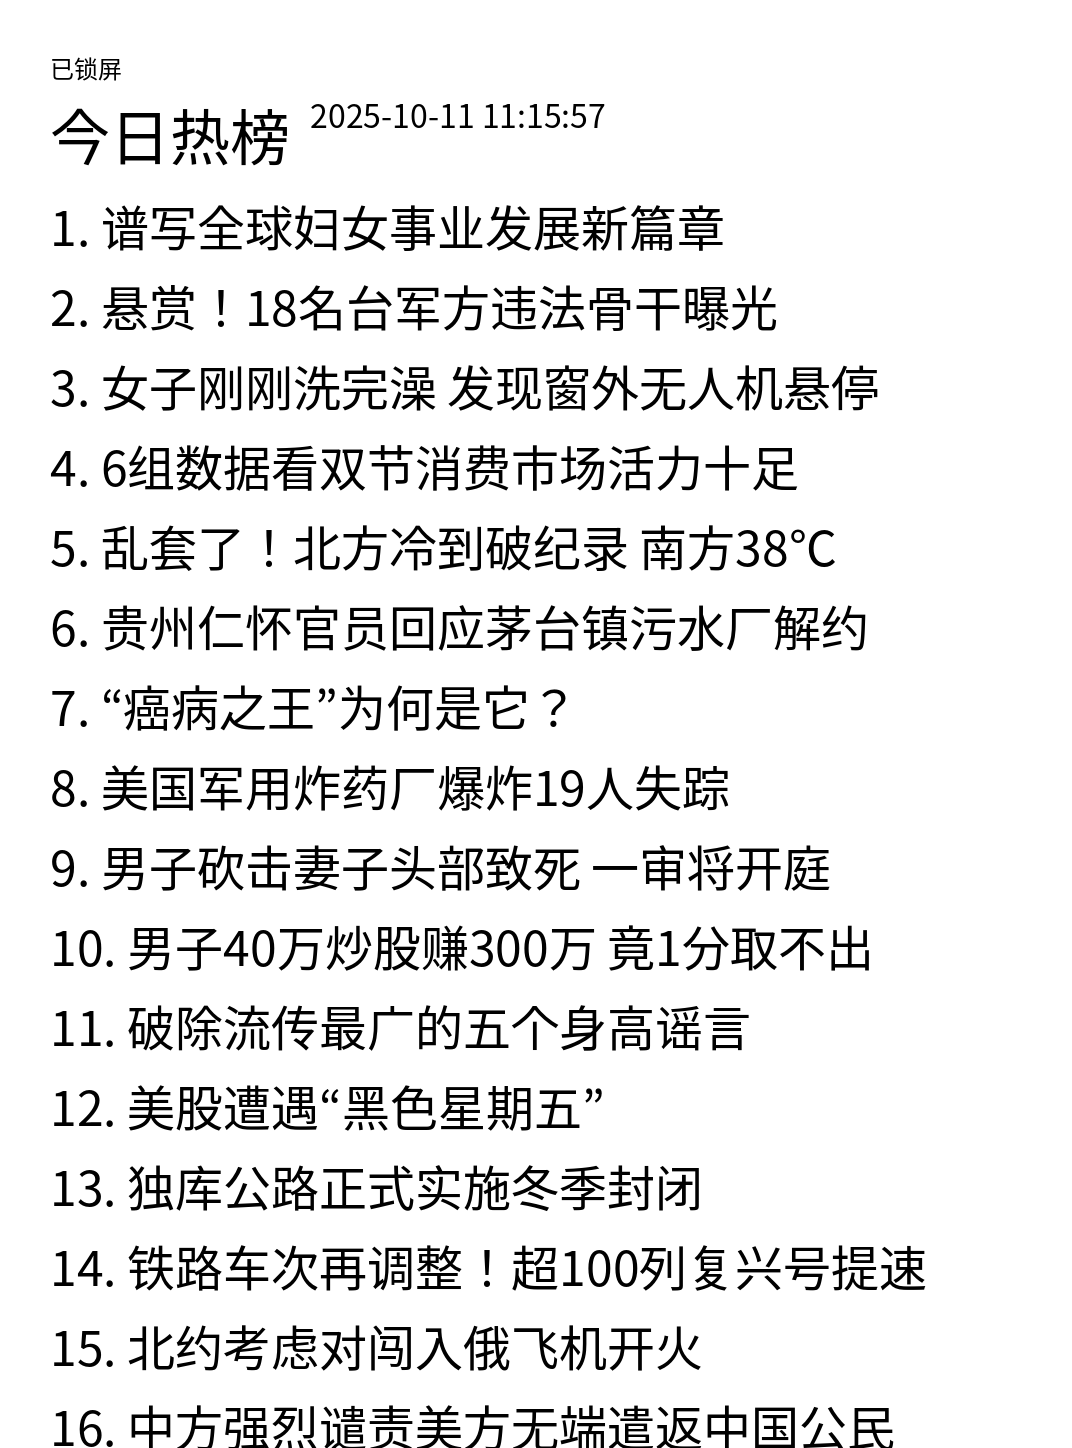 已锁屏
今日热榜 2025-10-11 11:15:57
1. 谱写全球妇女事业发展新篇章
2. 悬赏！18名台军方违法骨干曝光
3. 女子刚刚洗完澡 发现窗外无人机悬停
4. 6组数据看双节消费市场活力十足
5. 乱套了！北方冷到破纪录 南方38℃
6. 贵州仁怀官员回应茅台镇污水厂解约
7. “癌病之王”为何是它？
8. 美国军用炸药厂爆炸19人失踪
9. 男子砍击妻子头部致死 一审将开庭
10. 男子40万炒股赚300万 竟1分取不出
11. 破除流传最广的五个身高谣言
12. 美股遭遇“黑色星期五”
13. 独库公路正式实施冬季封闭
14. 铁路车次再调整！超100列复兴号提速
15. 北约考虑对闯入俄飞机开火
16. 中方强烈谴责美方无端遣返中国公民